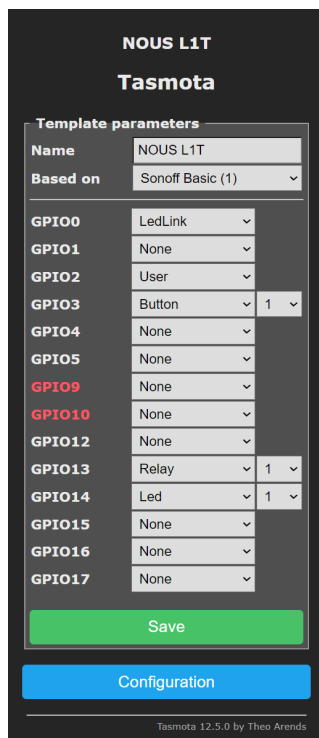 NOUS L1T
Tasmota
Template parameters
Name NOUS L1T
Based on Sonoff Basic (1)
GPIO0 LedLink
GPIO1 None
GPIO2 User
GPIO3 Button 1
GPIO4 None
GPIO5 None
GPIO9 None
GPIO10 None
GPIO12 None
GPIO13 Relay 1
GPIO14 Led 1
GPIO15 None
GPIO16 None
GPIO17 None
Save
Configuration
Tasmota 12.5.0 by Theo Arends